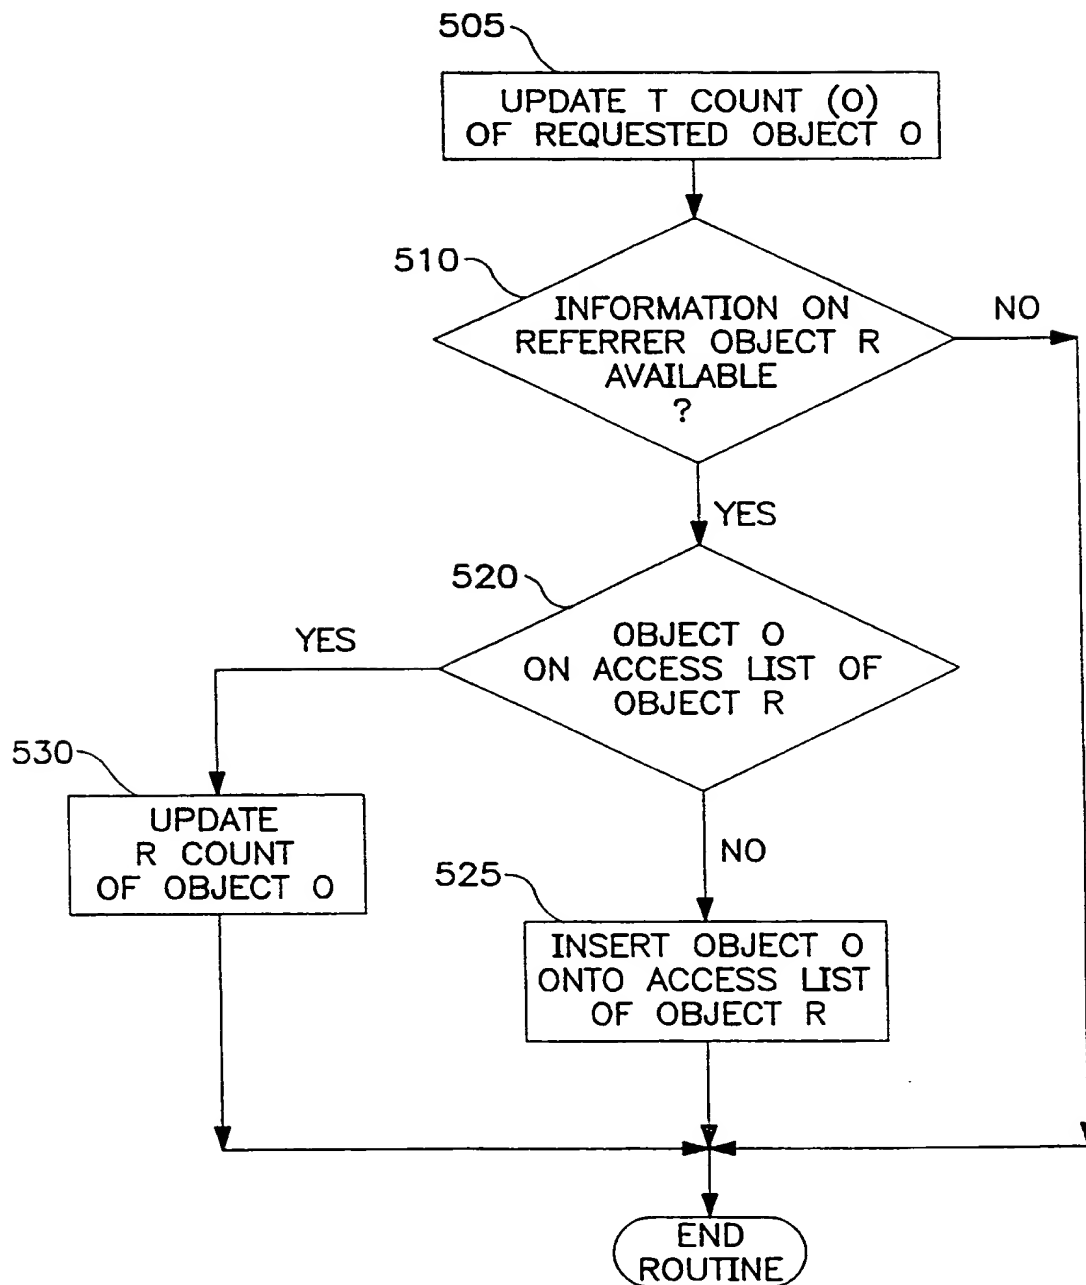 505
UPDATE T COUNT (O)
OF REQUESTED OBJECT O
510
INFORMATION ON
REFERRER OBJECT R
AVAILABLE
?
NO
YES
520
OBJECT O
ON ACCESS LIST OF
OBJECT R
YES
530
UPDATE
R COUNT
OF OBJECT O
NO
525
INSERT OBJECT O
ONTO ACCESS LIST
OF OBJECT R
END
ROUTINE